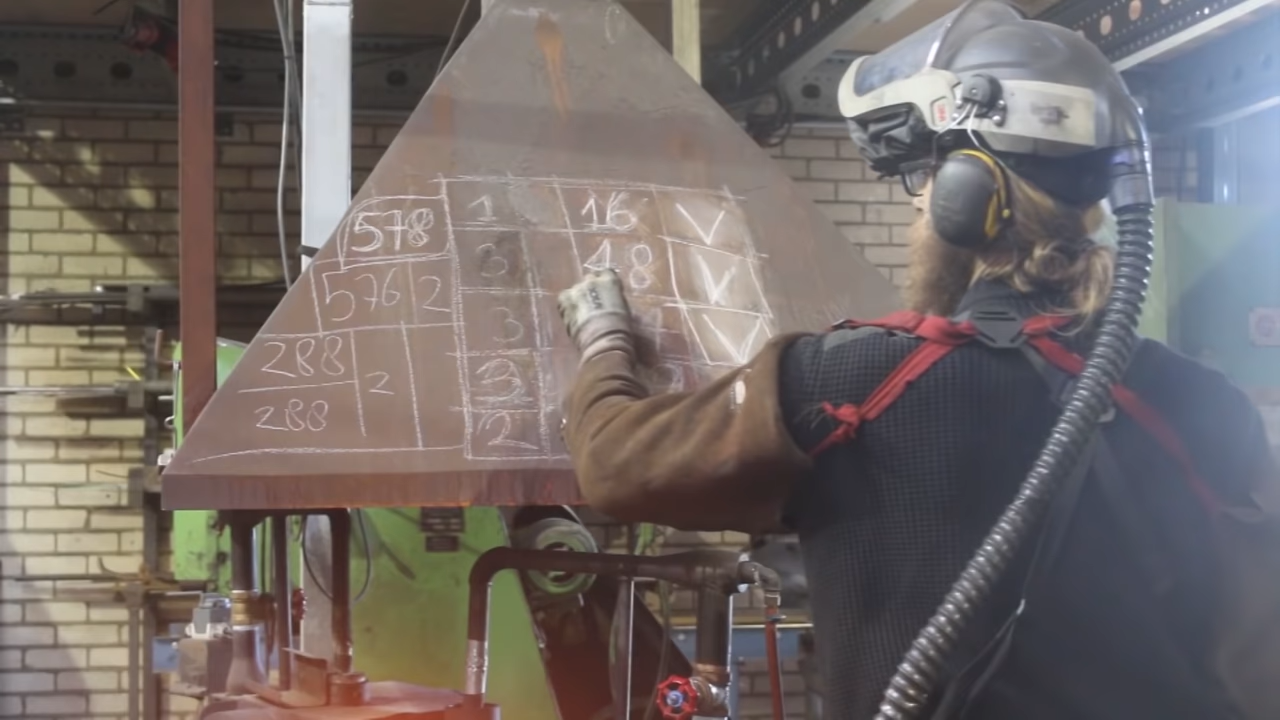 578 1 16 V
576 2 3 48 V
3 V
288 2 3
288 2